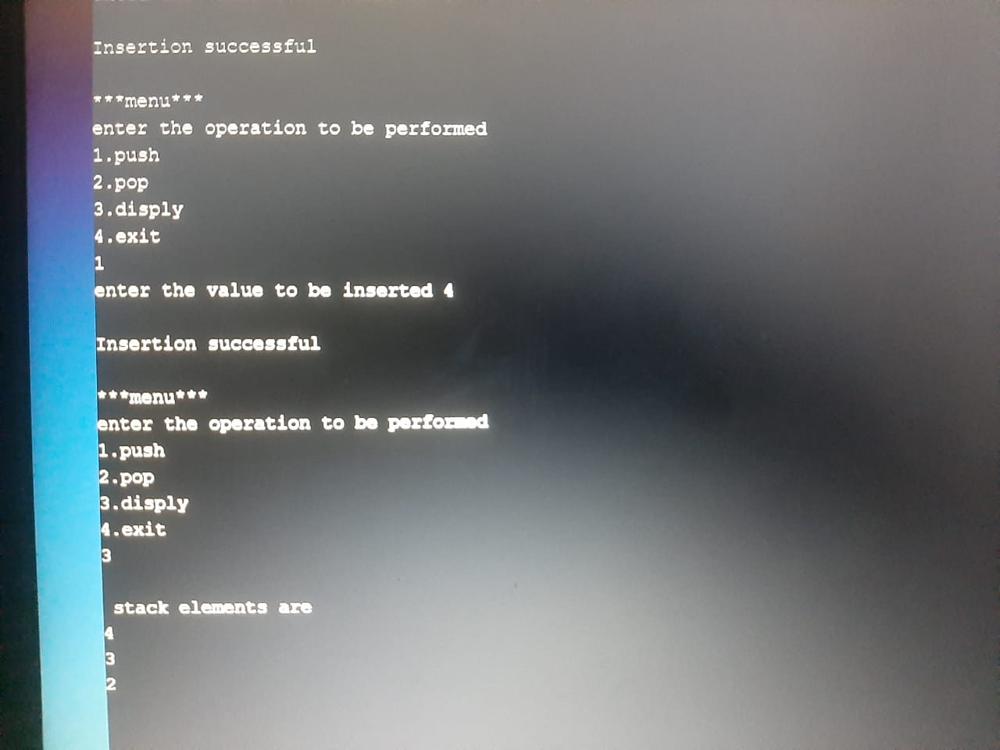 Insertion successful
***menu***
enter the operation to be performed
1.push
2.pop
3.disply
4.exit
1
enter the value to be inserted 4
Insertion successful
***menu***
enter the operation to be performed
1.push
2.pop
3.disply
4.exit
3
stack elements are
4
3
2